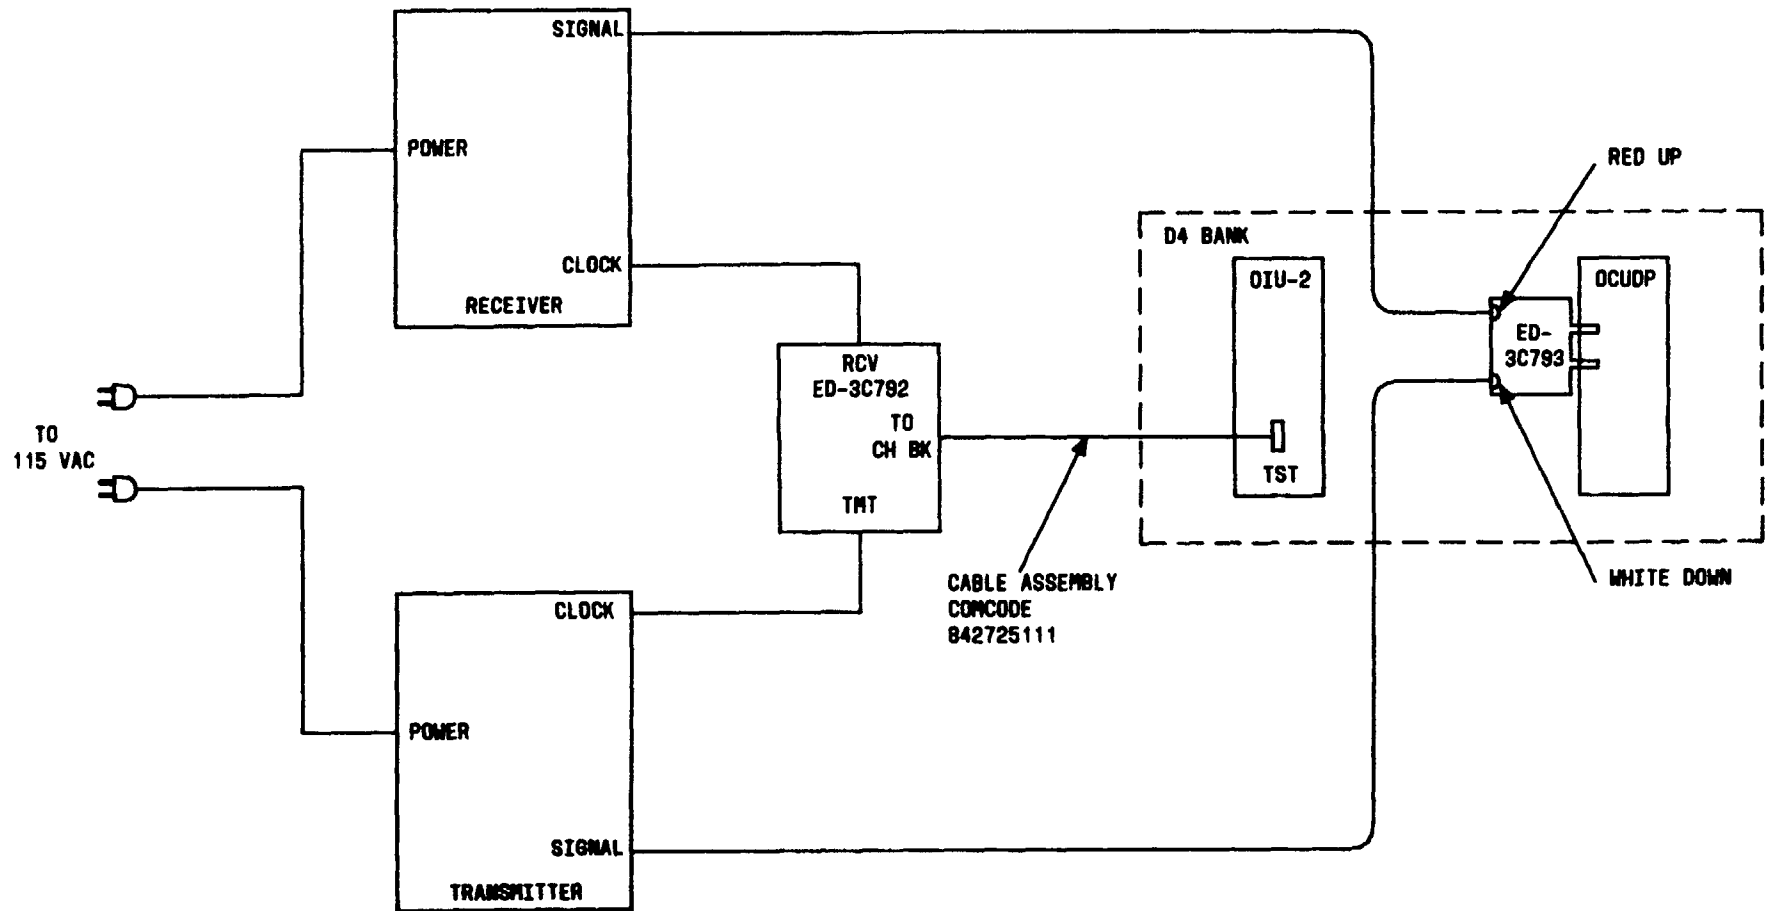 SIGNAL
POWER
CLOCK
RECEIVER
RED UP
D4 BANK
OIU-2
OCUDP
ED-
3C793
RCV
ED-3C792
TO
CH BK
TMT
TST
TO
115 VAC
CABLE ASSEMBLY
COMCODE
842725111
WHITE DOWN
CLOCK
POWER
SIGNAL
TRANSMITTER